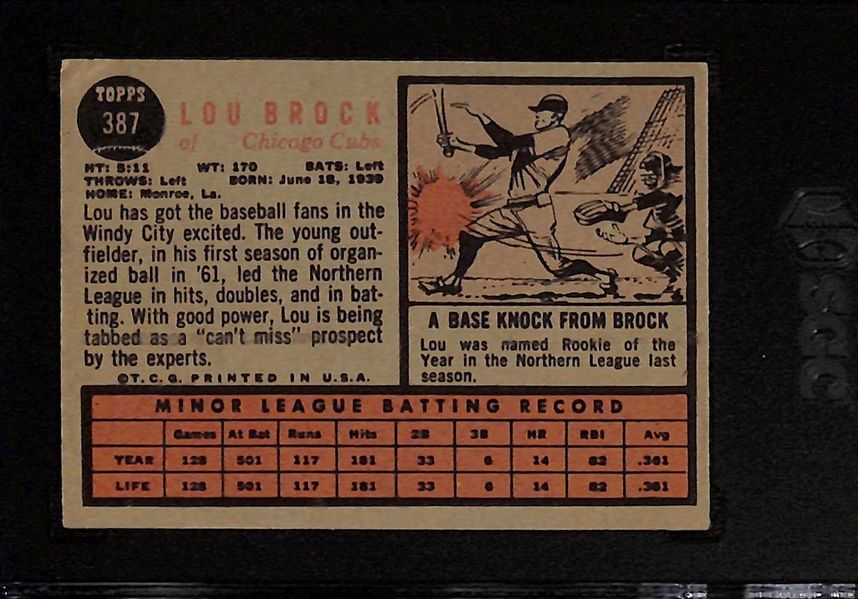 TOPPS
387
LOU BROCK
of Chicago Cubs
HT: 5:11 WT: 170 BATS: Left
THROWS: Left BORN: June 18, 1939
HOME: Monroe, La.
Lou has got the baseball fans in the
Windy City excited. The young out-
fielder, in his first season of organ-
ized ball in '61, led the Northern
League in hits, doubles, and in bat-
ting. With good power, Lou is being
tabbed as a "can't miss" prospect
by the experts.
©T.C.G. PRINTED IN U.S.A.
A BASE KNOCK FROM BROCK
Lou was named Rookie of the
Year in the Northern League last
season.
MINOR LEAGUE BATTING RECORD
Games At Bat Runs Hits 2B 3B HR RBI Avg
YEAR 128 501 117 181 33 6 14 82 .361
LIFE 128 501 117 181 33 6 14 82 .361
SGC